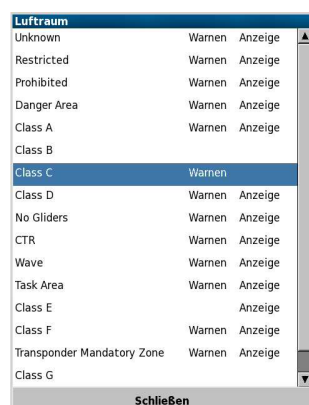 Luftraum
Unknown Warnen Anzeige
Restricted Warnen Anzeige
Prohibited Warnen Anzeige
Danger Area Warnen Anzeige
Class A Warnen Anzeige
Class B
Class C Warnen
Class D Warnen Anzeige
No Gliders Warnen Anzeige
CTR Warnen Anzeige
Wave Warnen Anzeige
Task Area Warnen Anzeige
Class E Anzeige
Class F Warnen Anzeige
Transponder Mandatory Zone Warnen Anzeige
Class G
Schließen